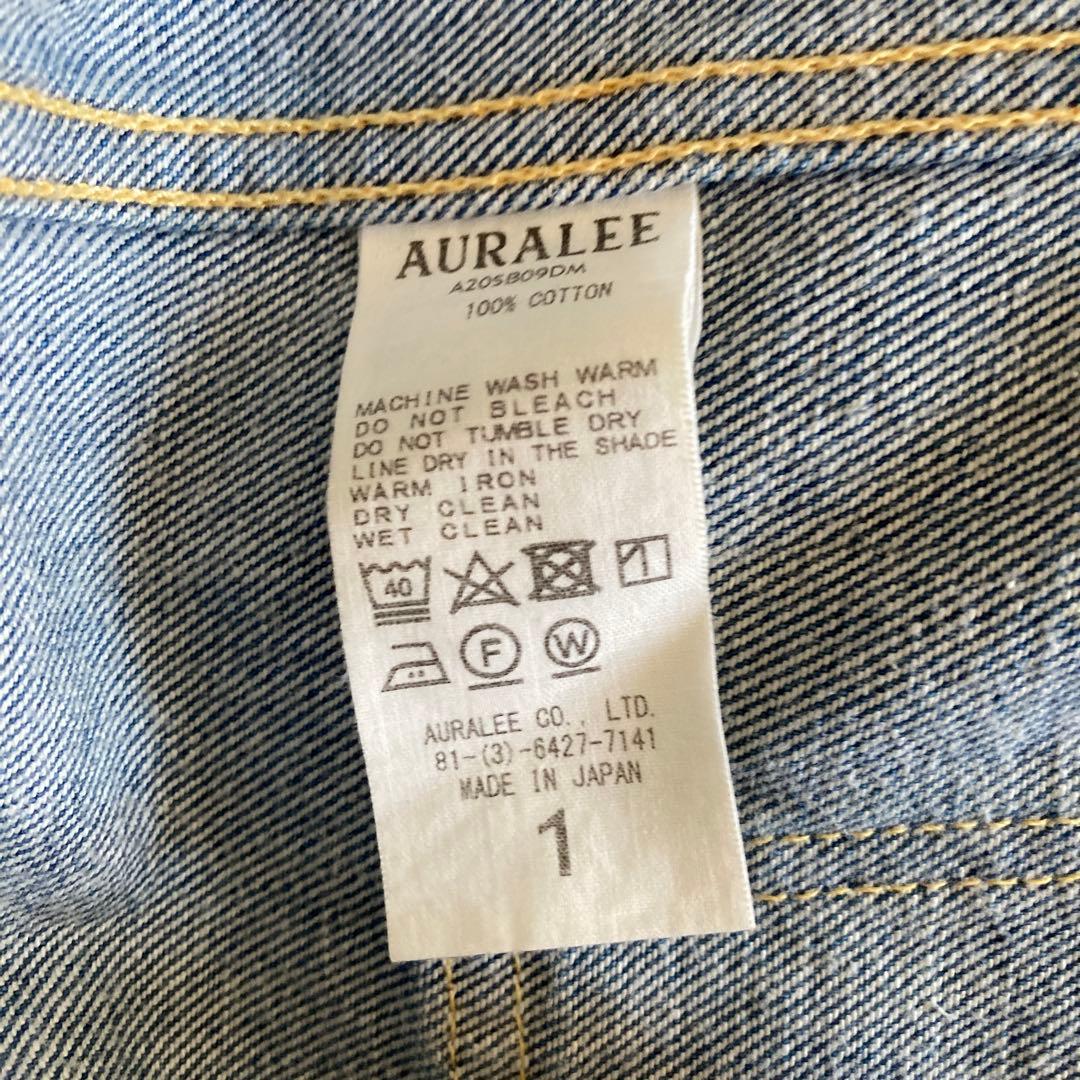 AURALEE
A20SB09DM
100% COTTON
MACHINE WASH WARM
DO NOT BLEACH
DO NOT TUMBLE DRY
LINE DRY IN THE SHADE
WARM IRON
DRY CLEAN
WET CLEAN
40
F W
AURALEE CO., LTD.
81-(3)-6427-7141
MADE IN JAPAN
1